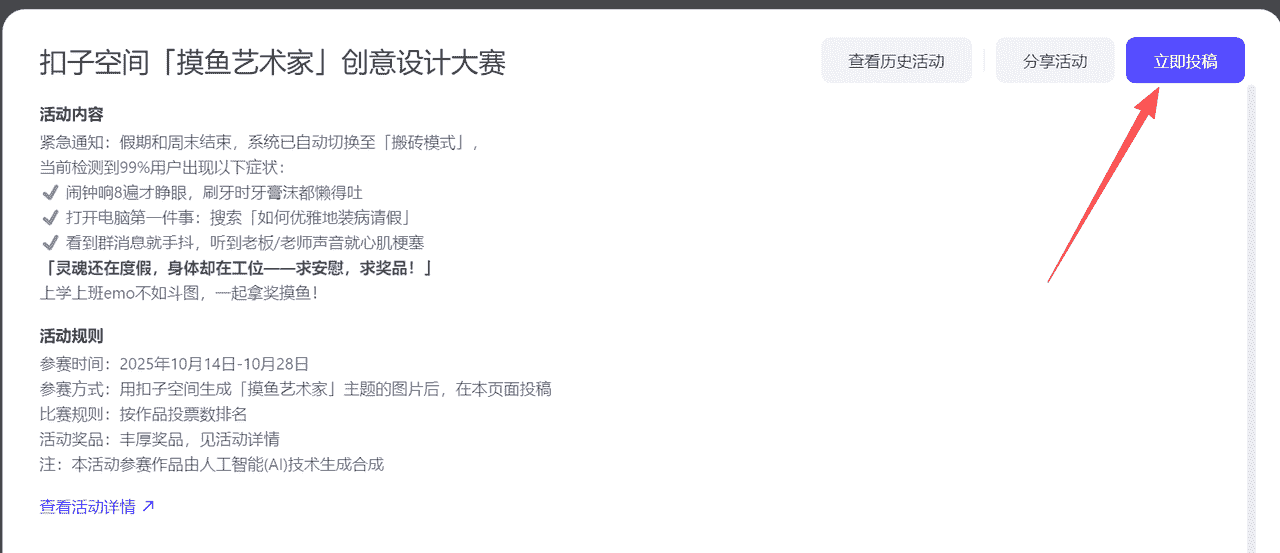 扣子空间「摸鱼艺术家」创意设计大赛
查看历史活动
分享活动
立即投稿
活动内容
紧急通知：假期和周末结束，系统已自动切换至「搬砖模式」，
当前检测到99%用户出现以下症状：
✔ 闹钟响8遍才睁眼，刷牙时牙膏沫都懒得吐
✔ 打开电脑第一件事：搜索「如何优雅地装病请假」
✔ 看到群消息就手抖，听到老板/老师声音就心肌梗塞
「灵魂还在度假，身体却在工位——求安慰，求奖品！」
上学上班emo不如斗图，一起拿奖摸鱼！
活动规则
参赛时间：2025年10月14日-10月28日
参赛方式：用扣子空间生成「摸鱼艺术家」主题的图片后，在本页面投稿
比赛规则：按作品投票数排名
活动奖品：丰厚奖品，见活动详情
注：本活动参赛作品由人工智能(AI)技术生成合成
查看活动详情 ↗